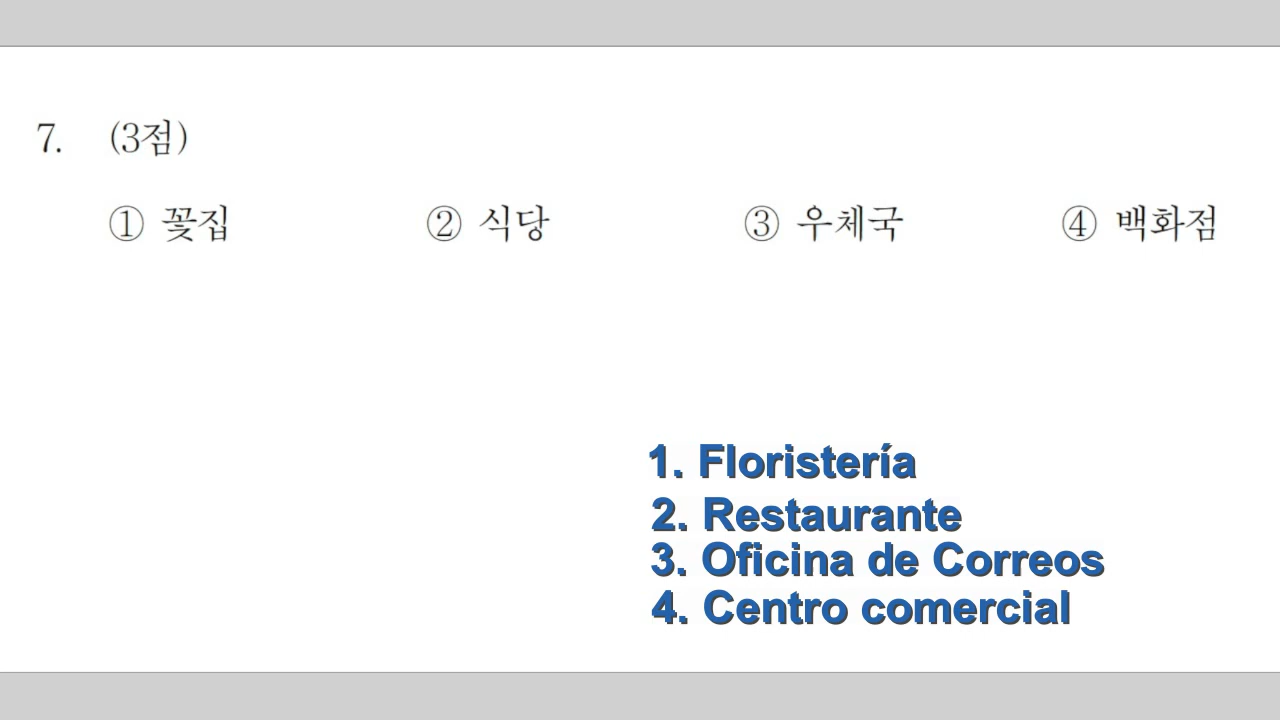 7. (3점)
① 꽃집 ② 식당 ③ 우체국 ④ 백화점
1. Floristería
2. Restaurante
3. Oficina de Correos
4. Centro comercial